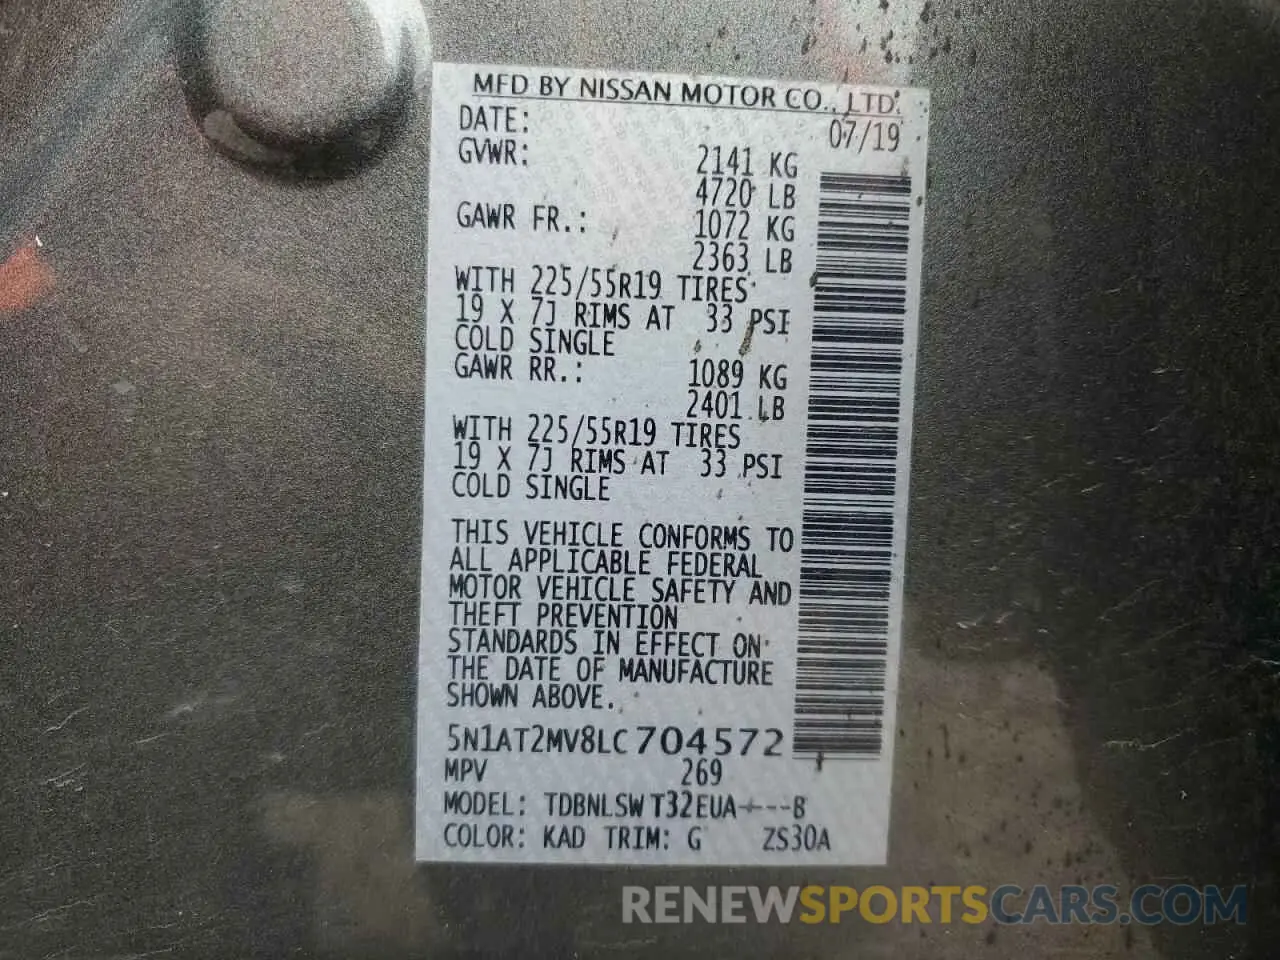 MFD BY NISSAN MOTOR CO., LTD.
DATE: 07/19
GVWR: 2141 KG
4720 LB
GAWR FR.: 1072 KG
2363 LB
WITH 225/55R19 TIRES
19 X 7J RIMS AT 33 PSI
COLD SINGLE
GAWR RR.: 1089 KG
2401 LB
WITH 225/55R19 TIRES
19 X 7J RIMS AT 33 PSI
COLD SINGLE
THIS VEHICLE CONFORMS TO
ALL APPLICABLE FEDERAL
MOTOR VEHICLE SAFETY AND
THEFT PREVENTION
STANDARDS IN EFFECT ON
THE DATE OF MANUFACTURE
SHOWN ABOVE.
5N1AT2MV8LC704572
MPV 269
MODEL: TDBNLSW T32EUA----B
COLOR: KAD TRIM: G ZS30A
RENEWSPORTSCARS.COM